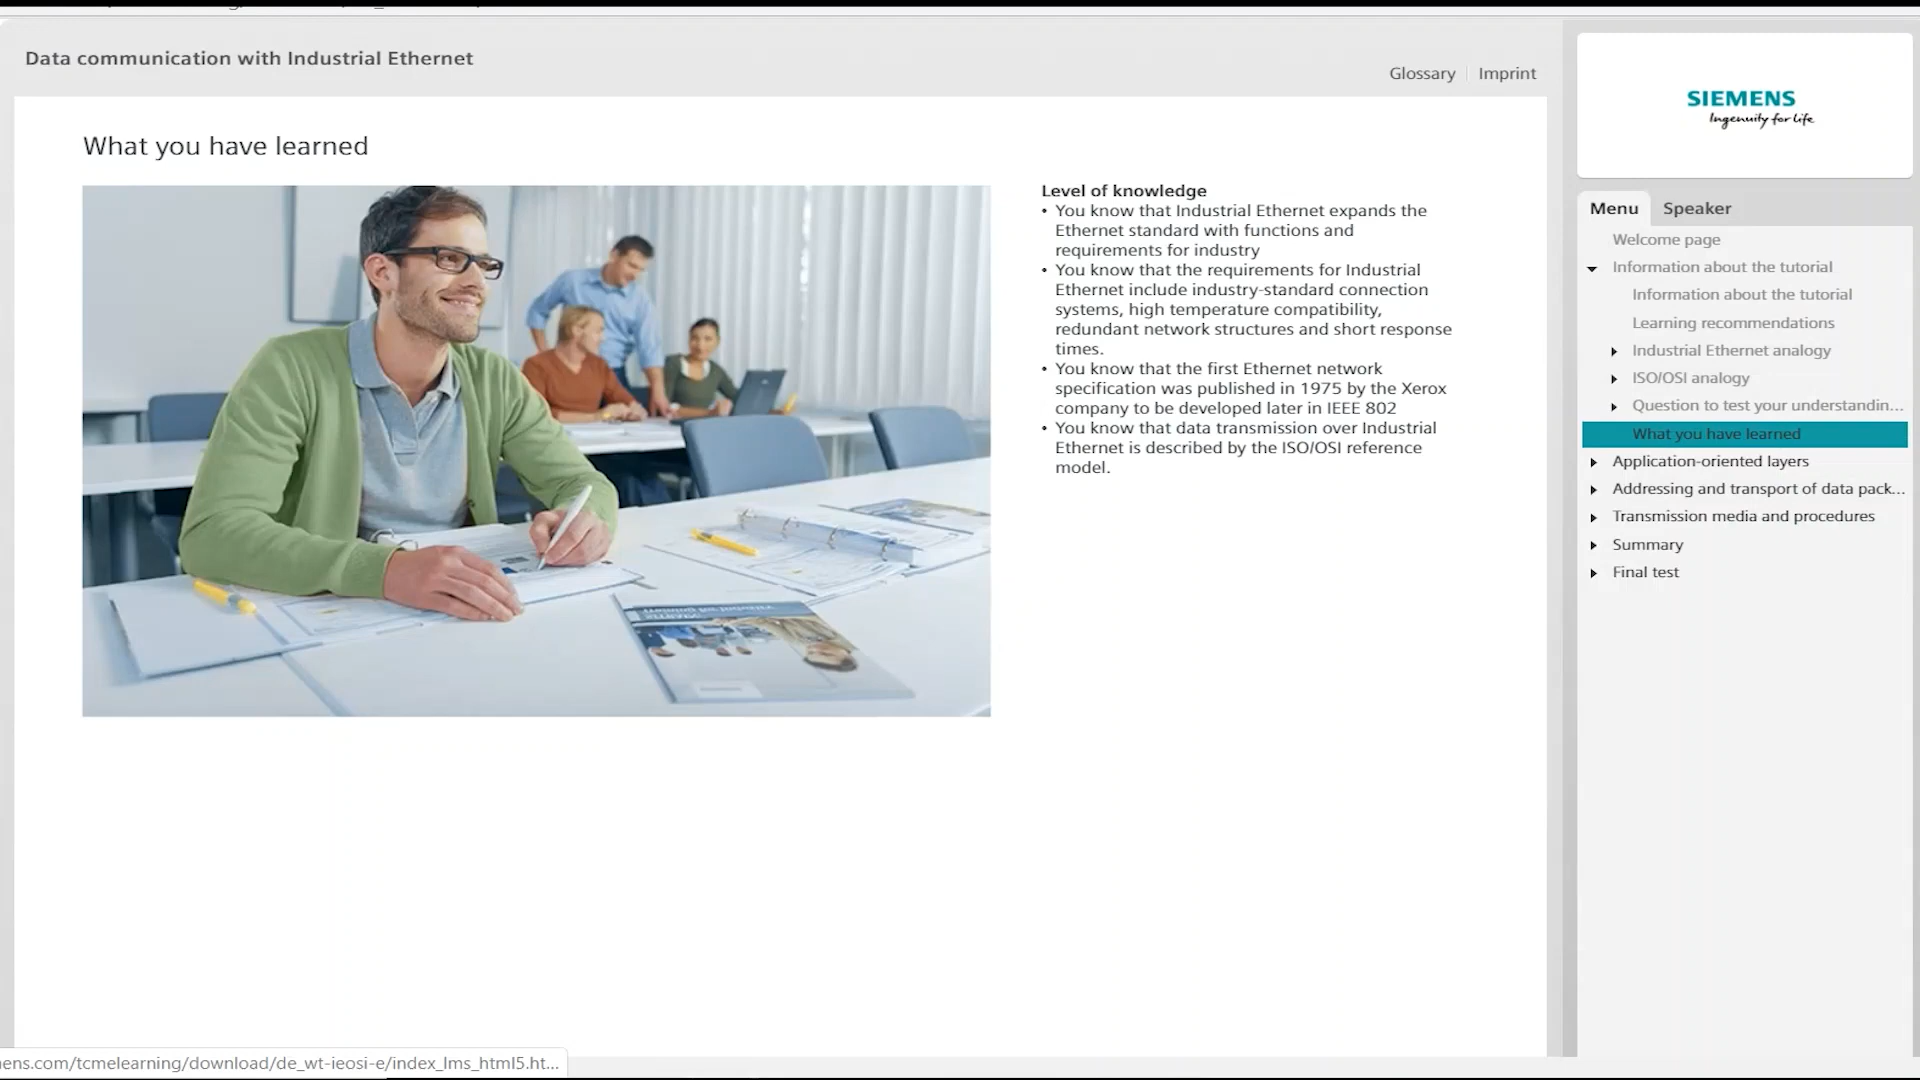 Data communication with Industrial Ethernet
Glossary
Imprint
What you have learned
Level of knowledge
• You know that Industrial Ethernet expands the
Ethernet standard with functions and
requirements for industry
• You know that the requirements for Industrial
Ethernet include industry-standard connection
systems, high temperature compatibility,
redundant network structures and short response
times.
• You know that the first Ethernet network
specification was published in 1975 by the Xerox
company to be developed later in IEEE 802
• You know that data transmission over Industrial
Ethernet is described by the ISO/OSI reference
model.
SIEMENS
Ingenuity for life
Menu
Speaker
Welcome page
Information about the tutorial
Information about the tutorial
Learning recommendations
Industrial Ethernet analogy
ISO/OSI analogy
Question to test your understandin...
What you have learned
Application-oriented layers
Addressing and transport of data pack...
Transmission media and procedures
Summary
Final test
nens.com/tcmelearning/download/de_wt-ieosi-e/index_lms_html5.ht...